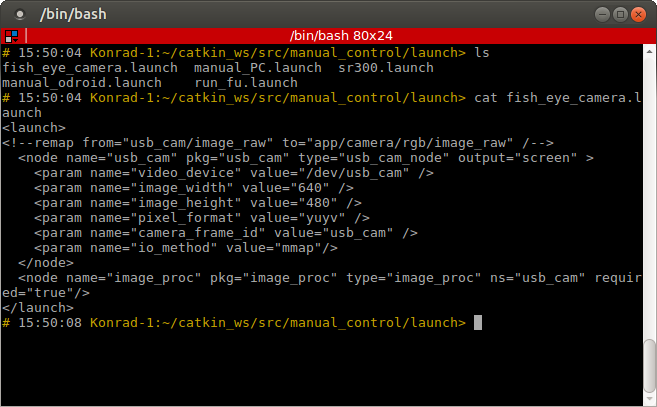 /bin/bash
/bin/bash 80x24
# 15:50:04 Konrad-1:~/catkin_ws/src/manual_control/launch> ls
fish_eye_camera.launch  manual_PC.launch  sr300.launch
manual_odroid.launch    run_fu.launch
# 15:50:04 Konrad-1:~/catkin_ws/src/manual_control/launch> cat fish_eye_camera.l
aunch
<launch>
<!--remap from="usb_cam/image_raw" to="app/camera/rgb/image_raw" /-->
  <node name="usb_cam" pkg="usb_cam" type="usb_cam_node" output="screen" >
    <param name="video_device" value="/dev/usb_cam" />
    <param name="image_width" value="640" />
    <param name="image_height" value="480" />
    <param name="pixel_format" value="yuyv" />
    <param name="camera_frame_id" value="usb_cam" />
    <param name="io_method" value="mmap"/>
  </node>
  <node name="image_proc" pkg="image_proc" type="image_proc" ns="usb_cam" requir
ed="true"/>
</launch>
# 15:50:08 Konrad-1:~/catkin_ws/src/manual_control/launch>